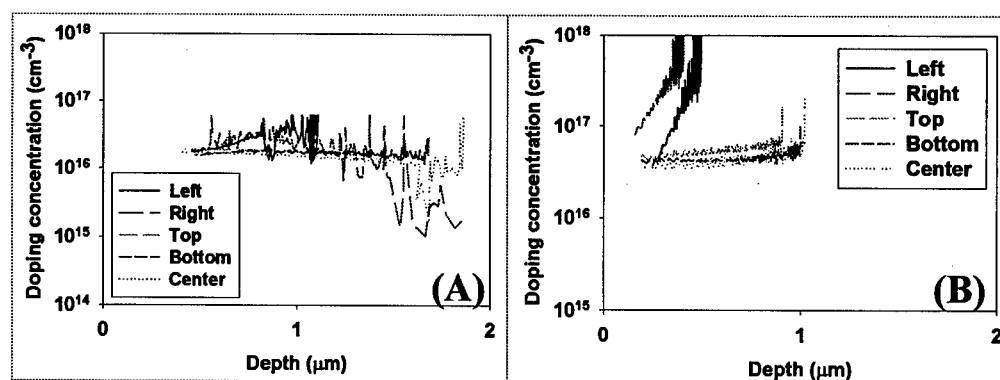 Doping concentration (cm⁻³)
10¹⁸
10¹⁷
10¹⁶
10¹⁵
10¹⁴
Left
Right
Top
Bottom
Center
(A)
0
1
2
Depth (μm)
Doping concentration (cm⁻³)
10¹⁸
10¹⁷
10¹⁶
10¹⁵
Left
Right
Top
Bottom
Center
(B)
0
1
2
Depth (μm)